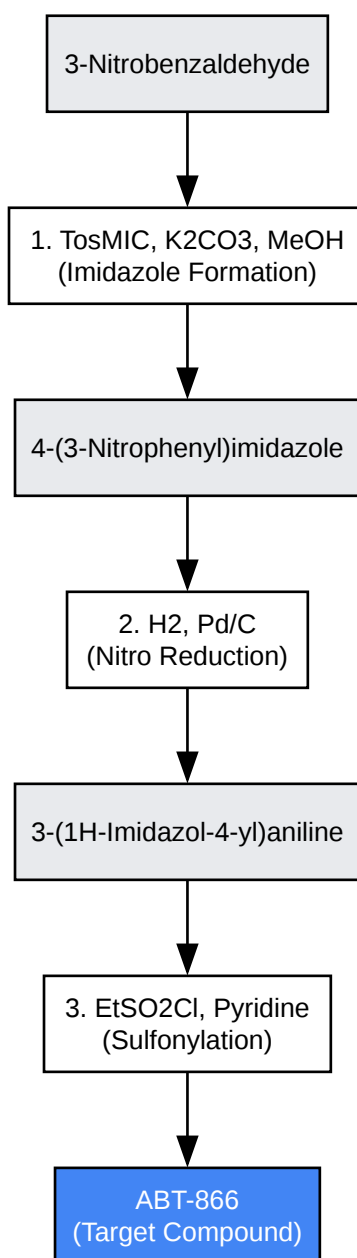 3-Nitrobenzaldehyde
1. TosMIC, K2CO3, MeOH
(Imidazole Formation)
4-(3-Nitrophenyl)imidazole
2. H2, Pd/C
(Nitro Reduction)
3-(1H-Imidazol-4-yl)aniline
3. EtSO2Cl, Pyridine
(Sulfonylation)
ABT-866
(Target Compound)